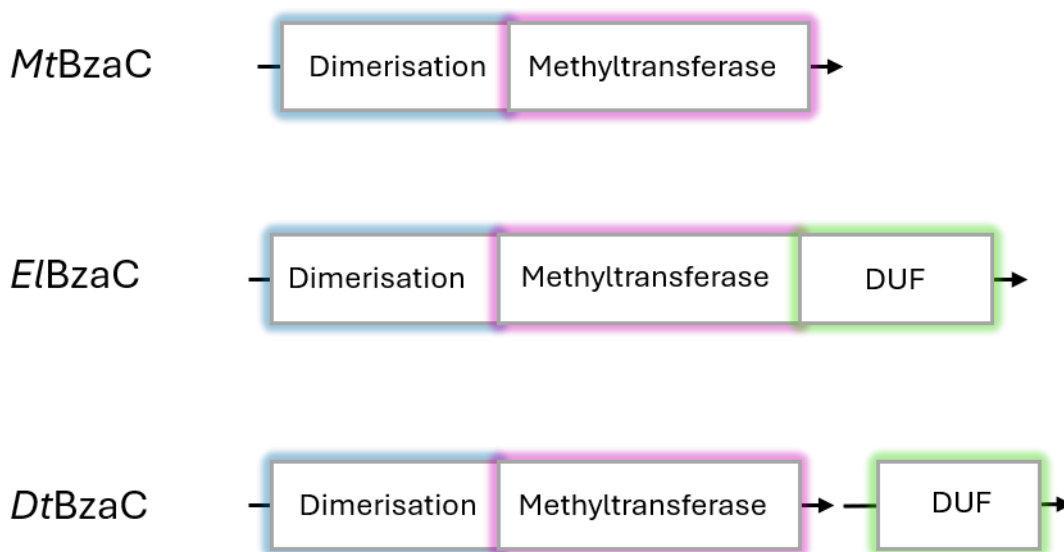 MtBzaC Dimerisation Methyltransferase
ElBzaC Dimerisation Methyltransferase DUF
DtBzaC Dimerisation Methyltransferase DUF